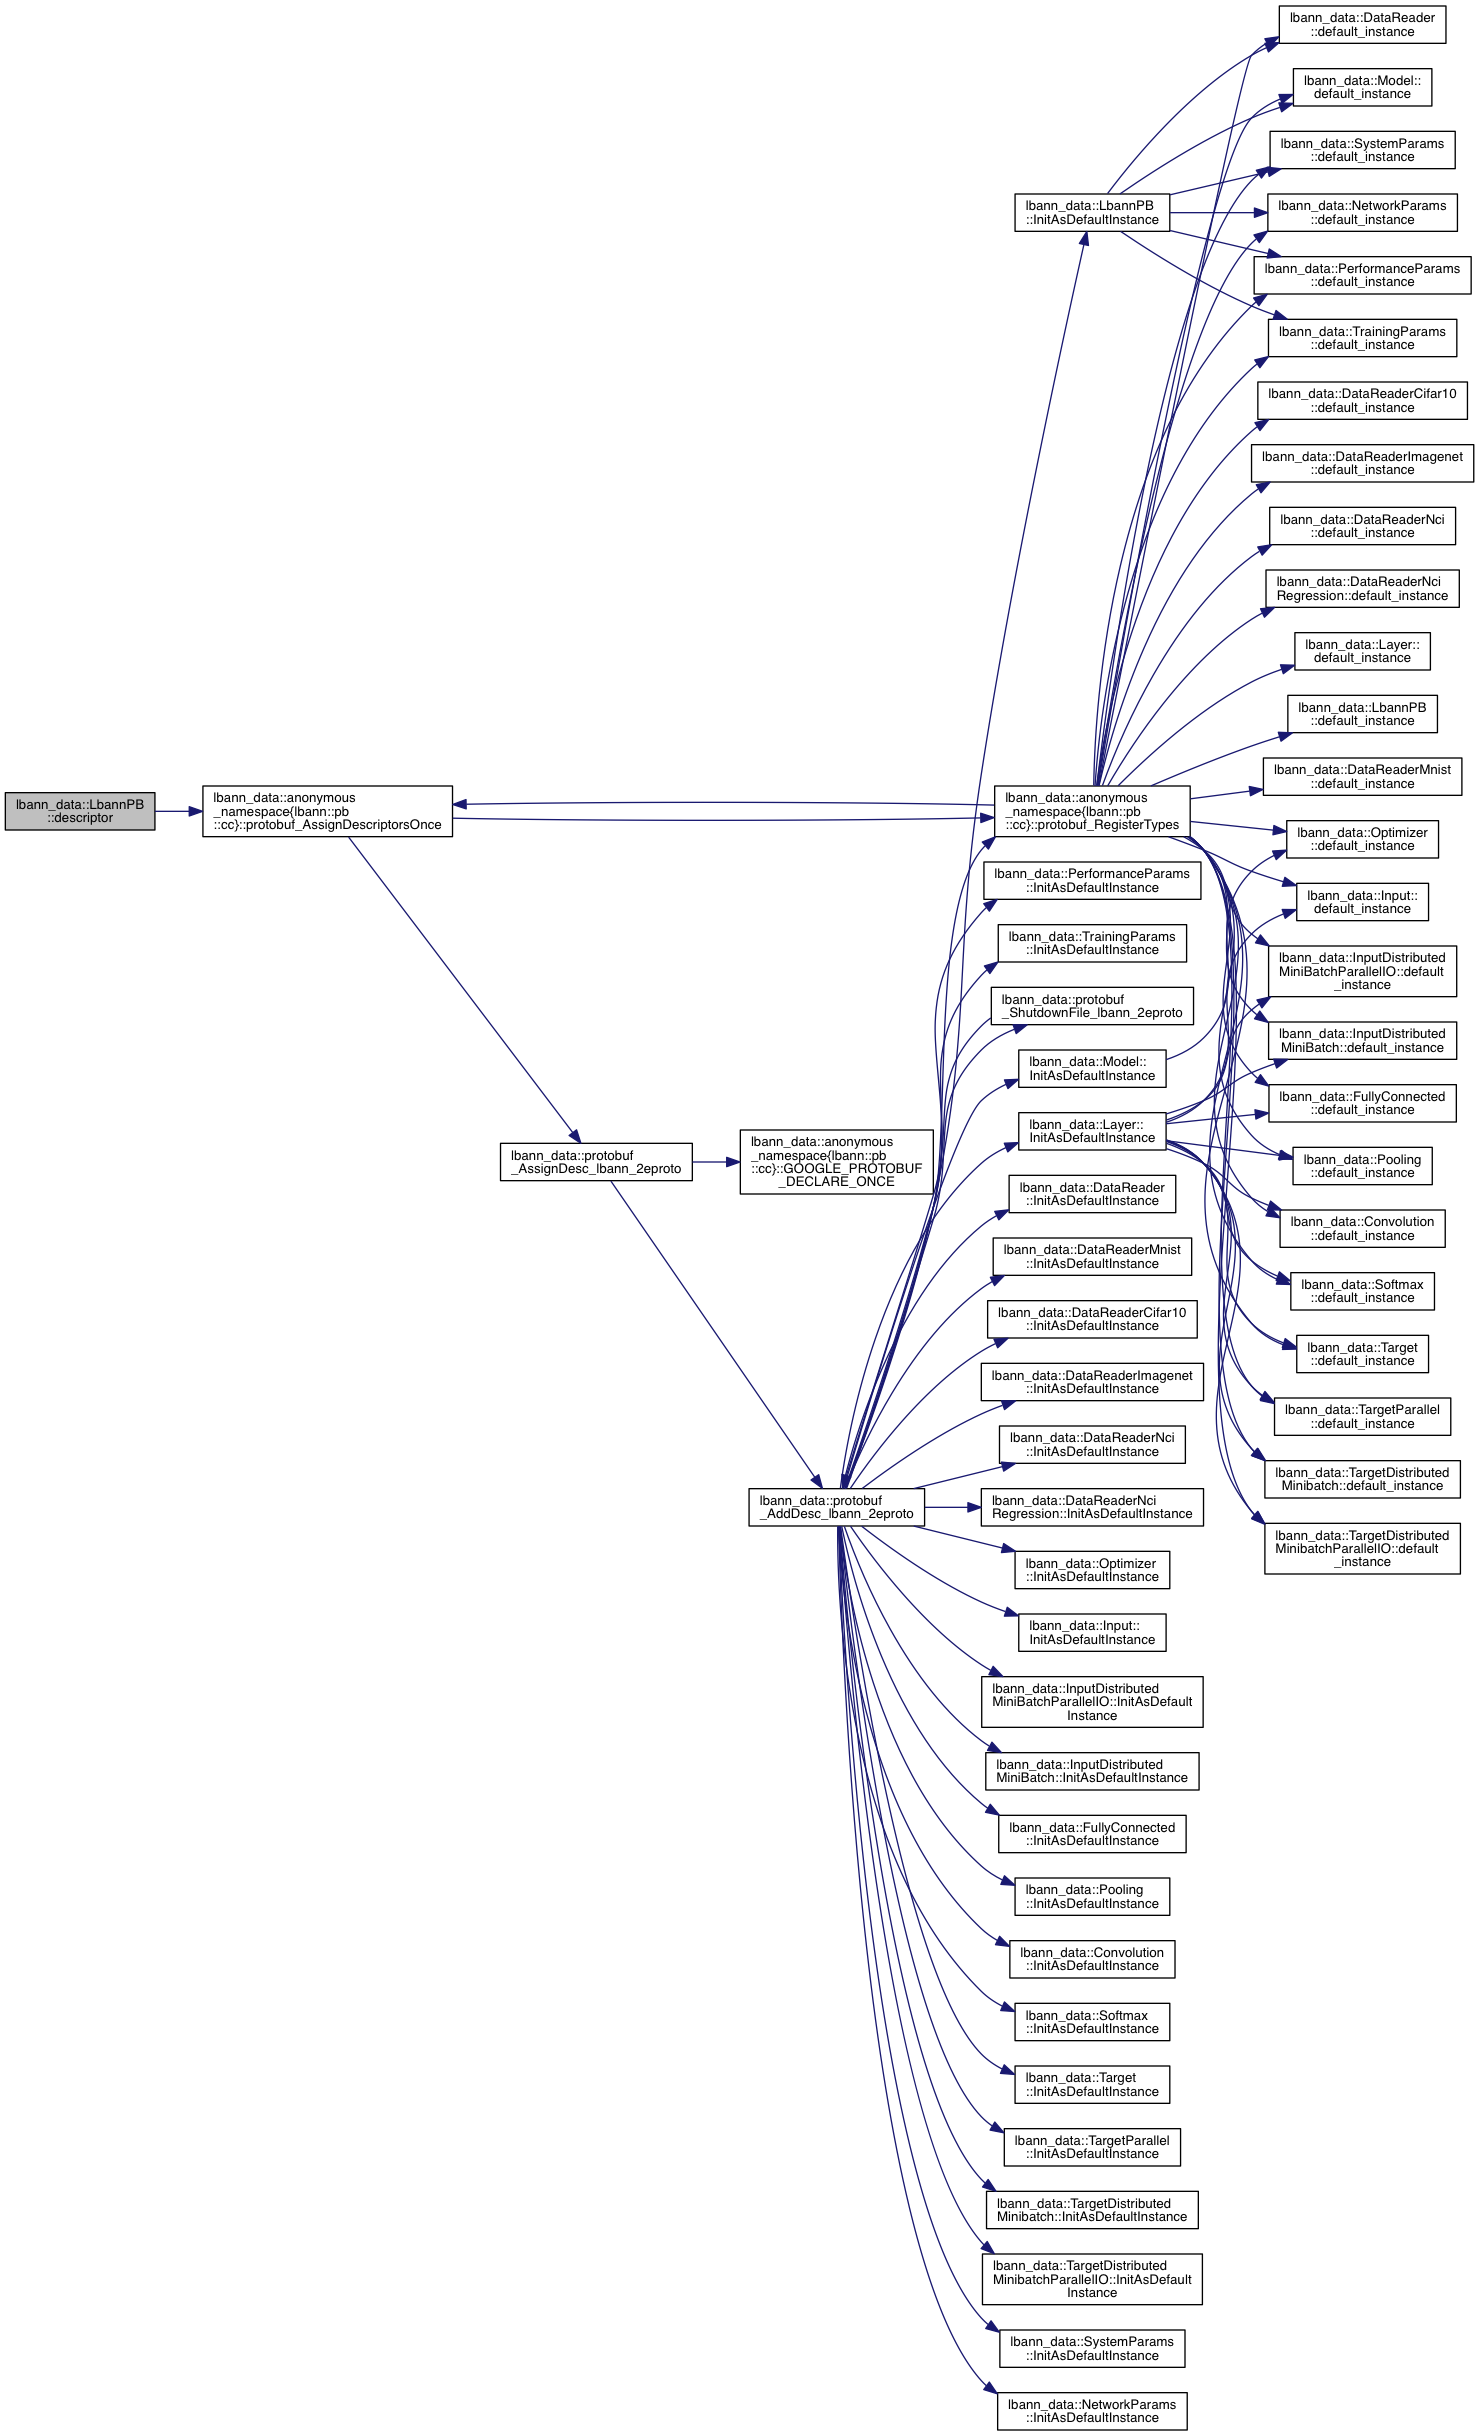 lbann_data::DataReader
::default_instance
lbann_data::Model::
default_instance
lbann_data::SystemParams
::default_instance
lbann_data::LbannPB
::InitAsDefaultInstance
lbann_data::NetworkParams
::default_instance
lbann_data::PerformanceParams
::default_instance
lbann_data::TrainingParams
::default_instance
lbann_data::DataReaderCifar10
::default_instance
lbann_data::DataReaderImagenet
::default_instance
lbann_data::DataReaderNci
::default_instance
lbann_data::DataReaderNci
Regression::default_instance
lbann_data::Layer::
default_instance
lbann_data::LbannPB
::default_instance
lbann_data::LbannPB
::descriptor
lbann_data::anonymous
_namespace{lbann::pb
::cc}::protobuf_AssignDescriptorsOnce
lbann_data::anonymous
_namespace{lbann::pb
::cc}::protobuf_RegisterTypes
lbann_data::DataReaderMnist
::default_instance
lbann_data::Optimizer
::default_instance
lbann_data::PerformanceParams
::InitAsDefaultInstance
lbann_data::Input::
default_instance
lbann_data::TrainingParams
::InitAsDefaultInstance
lbann_data::InputDistributed
MiniBatchParallelIO::default
_instance
lbann_data::protobuf
_ShutdownFile_lbann_2eproto
lbann_data::InputDistributed
MiniBatch::default_instance
lbann_data::Model::
InitAsDefaultInstance
lbann_data::FullyConnected
::default_instance
lbann_data::Layer::
InitAsDefaultInstance
lbann_data::protobuf
_AssignDesc_lbann_2eproto
lbann_data::anonymous
_namespace{lbann::pb
::cc}::GOOGLE_PROTOBUF
_DECLARE_ONCE
lbann_data::Pooling
::default_instance
lbann_data::DataReader
::InitAsDefaultInstance
lbann_data::Convolution
::default_instance
lbann_data::DataReaderMnist
::InitAsDefaultInstance
lbann_data::Softmax
::default_instance
lbann_data::DataReaderCifar10
::InitAsDefaultInstance
lbann_data::Target
::default_instance
lbann_data::DataReaderImagenet
::InitAsDefaultInstance
lbann_data::TargetParallel
::default_instance
lbann_data::DataReaderNci
::InitAsDefaultInstance
lbann_data::TargetDistributed
Minibatch::default_instance
lbann_data::protobuf
_AddDesc_lbann_2eproto
lbann_data::DataReaderNci
Regression::InitAsDefaultInstance
lbann_data::TargetDistributed
MinibatchParallelIO::default
_instance
lbann_data::Optimizer
::InitAsDefaultInstance
lbann_data::Input::
InitAsDefaultInstance
lbann_data::InputDistributed
MiniBatchParallelIO::InitAsDefault
Instance
lbann_data::InputDistributed
MiniBatch::InitAsDefaultInstance
lbann_data::FullyConnected
::InitAsDefaultInstance
lbann_data::Pooling
::InitAsDefaultInstance
lbann_data::Convolution
::InitAsDefaultInstance
lbann_data::Softmax
::InitAsDefaultInstance
lbann_data::Target
::InitAsDefaultInstance
lbann_data::TargetParallel
::InitAsDefaultInstance
lbann_data::TargetDistributed
Minibatch::InitAsDefaultInstance
lbann_data::TargetDistributed
MinibatchParallelIO::InitAsDefault
Instance
lbann_data::SystemParams
::InitAsDefaultInstance
lbann_data::NetworkParams
::InitAsDefaultInstance